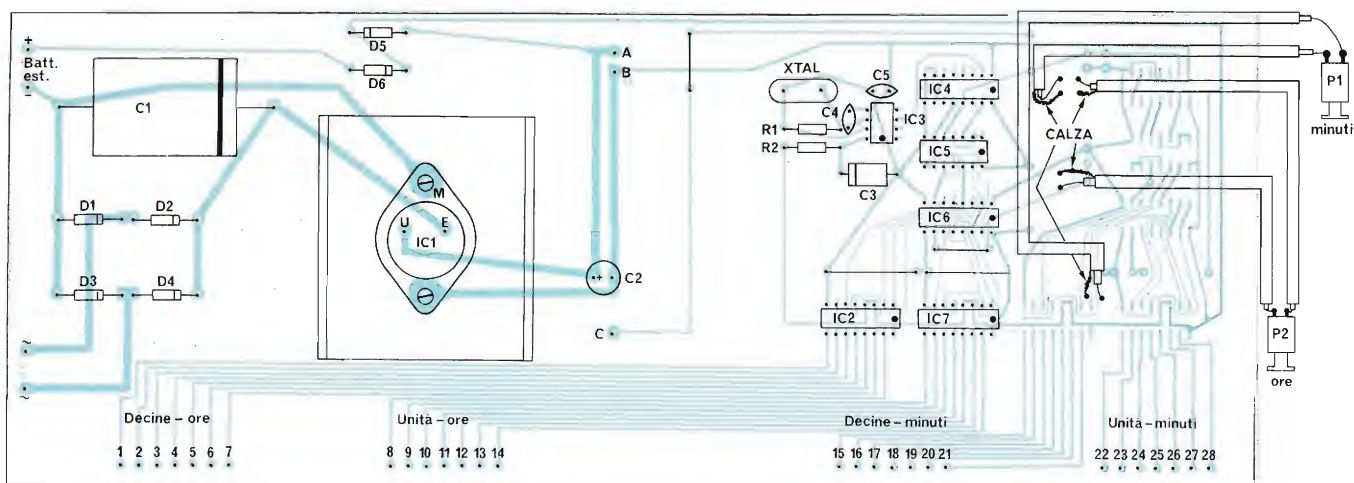 +
Batt.
est.
–
C1
D5
D6
A
B
XTAL
C5
IC4
C4
IC3
R1
R2
IC5
C3
IC6
CALZA
P1
minuti
D1
D2
D3
D4
M
U
E
IC1
+
C2
C
IC2
IC7
P2
ore
~
~
Decine – ore
Unità – ore
Decine – minuti
Unità – minuti
1 2 3 4 5 6 7
8 9 10 11 12 13 14
15 16 17 18 19 20 21
22 23 24 25 26 27 28